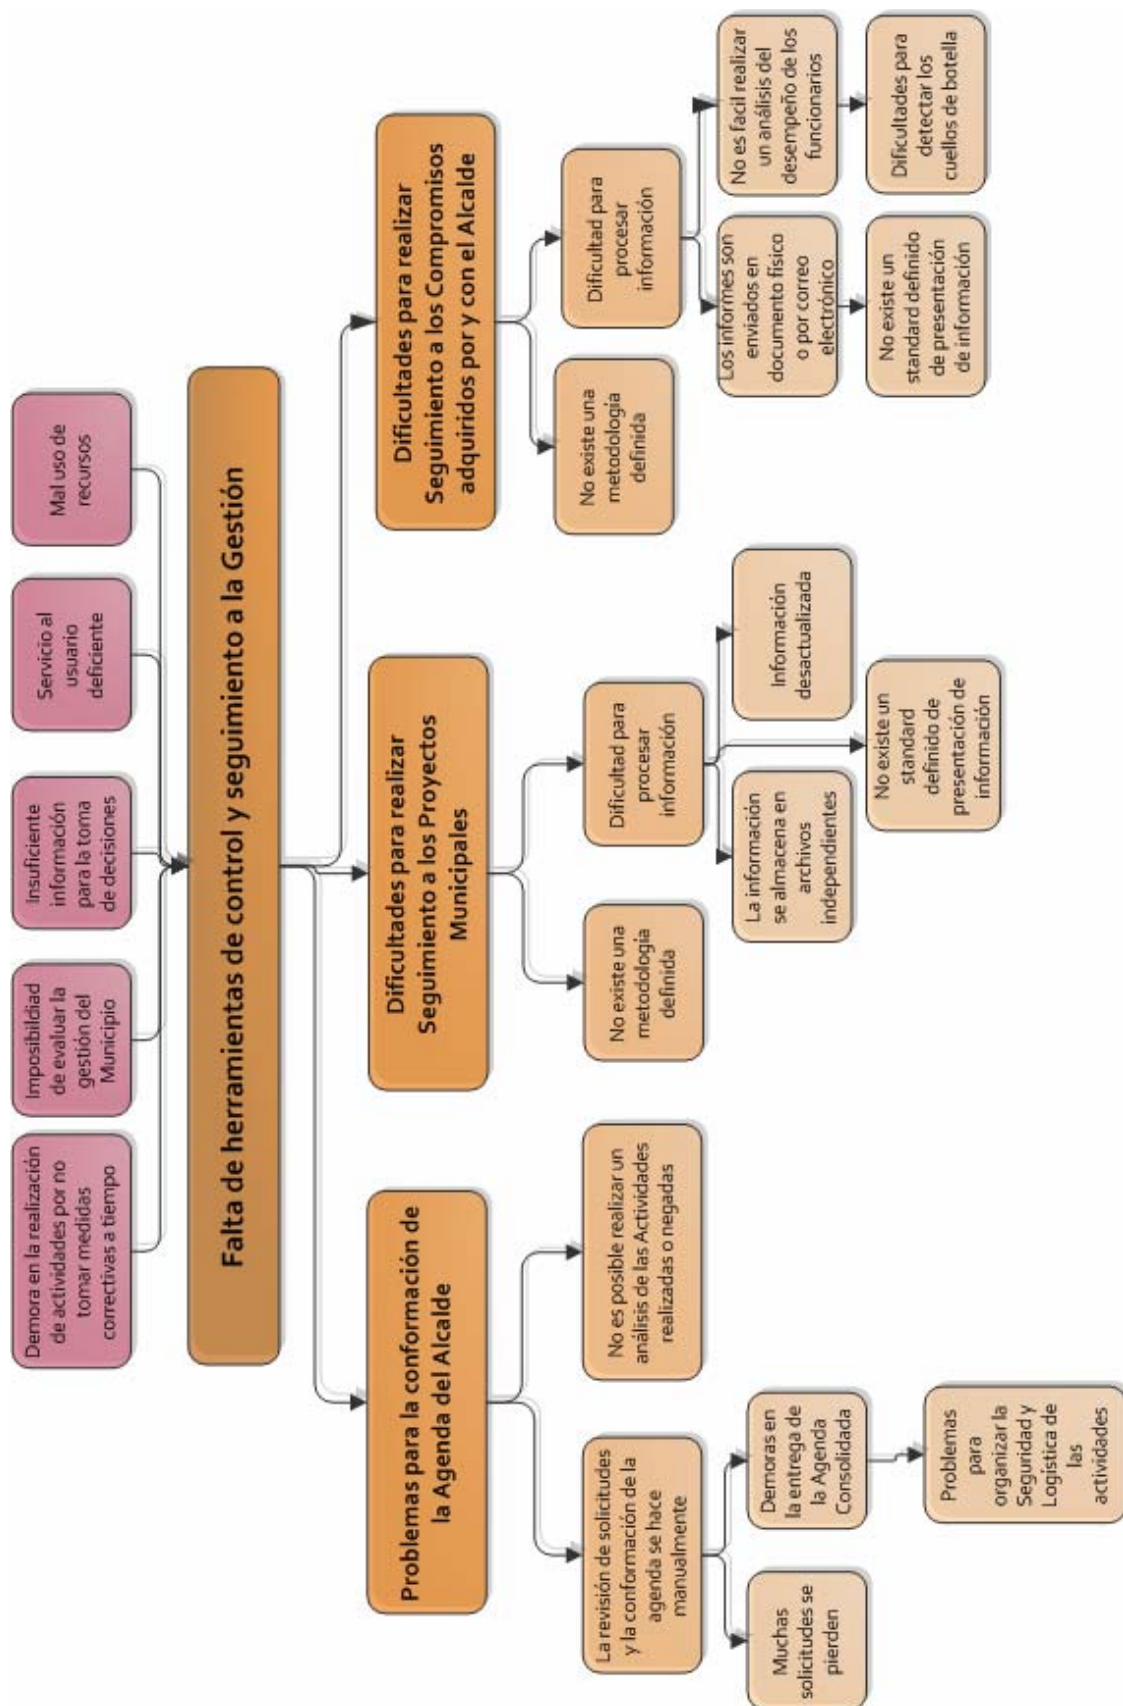 Demora en la realización
de actividades por no
tomar medidas
correctivas a tiempo
Imposibildiad
de evaluar la
gestión del
Municipio
Insuficiente
información
para la toma
de decisiones
Servicio al
usuario
deficiente
Mal uso de
recursos
Falta de herramientas de control y seguimiento a la Gestión
Problemas para la conformación de
la Agenda del Alcalde
Dificultades para realizar
Seguimiento a los Proyectos
Municipales
Dificultades para realizar
Seguimiento a los Compromisos
adquiridos por y con el Alcalde
La revisión de solicitudes
y la conformación de la
agenda se hace
manualmente
No es posible realizar un
análisis de las Actividades
realizadas o negadas
No existe una
metodologia
definida
Dificultad para
procesar
información
No existe una
metodologia
definida
Dificultad para
procesar
información
Muchas
solicitudes se
pierden
Demoras en
la entrega de
la Agenda
Consolidada
La información
se almacena en
archivos
independientes
Información
desactualizada
Los informes son
enviados en
documento físico
o por correo
electrónico
No es facil realizar
un análisis del
desempeño de los
funcionarios
Problemas
para
organizar la
Seguridad y
Logística de
las
actividades
No existe un
standard
definido de
presentación de
información
No existe un
standard definido
de presentación
de información
Dificultades para
detectar los
cuellos de botella